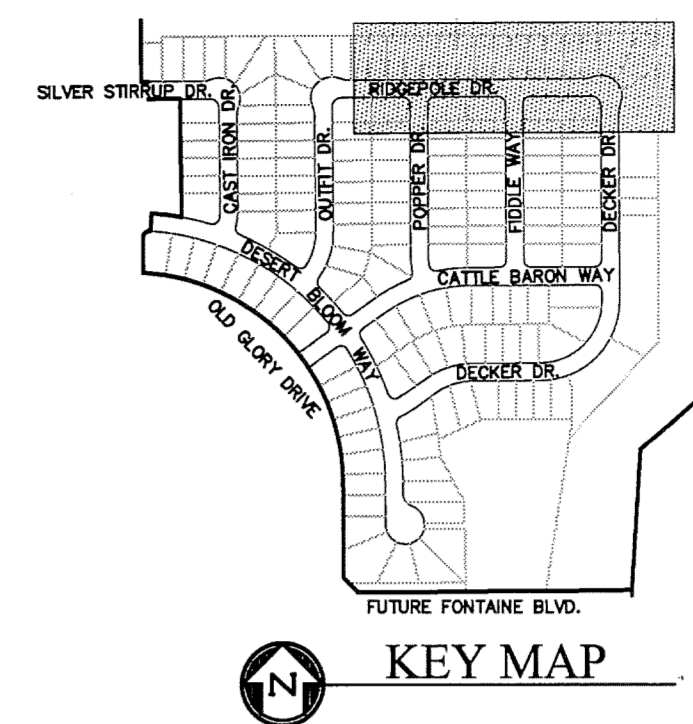 SILVER STIRRUP DR.
CAST IRON DR.
OUTFIT DR.
RIDGEPOLE DR.
POPPER DR.
FIDDLE WAY
DECKER DR.
DESERT BLOOM WAY
CATTLE BARON WAY
OLD GLORY DRIVE
DECKER DR.
FUTURE FONTAINE BLVD.
N
KEY MAP